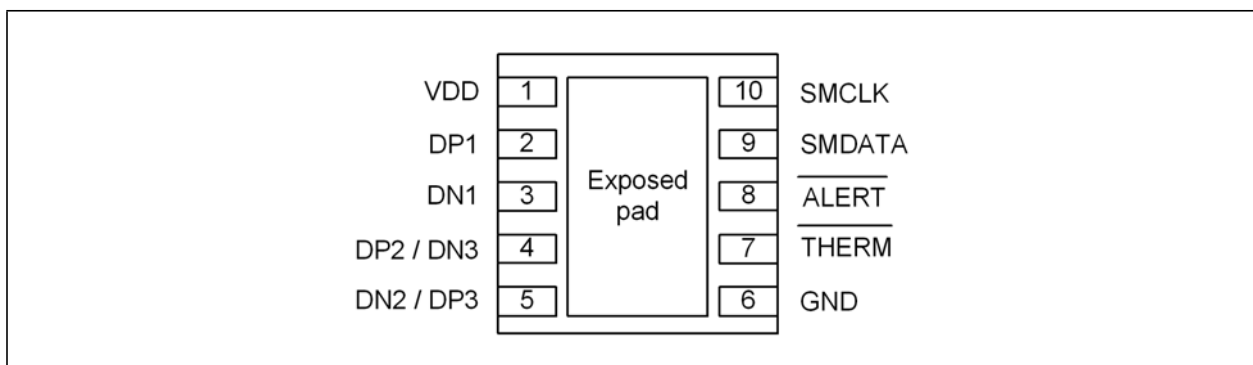 VDD 1 10 SMCLK
DP1 2 9 SMDATA
DN1 3 Exposed 8 ALERT
pad
DP2 / DN3 4 7 THERM
DN2 / DP3 5 6 GND